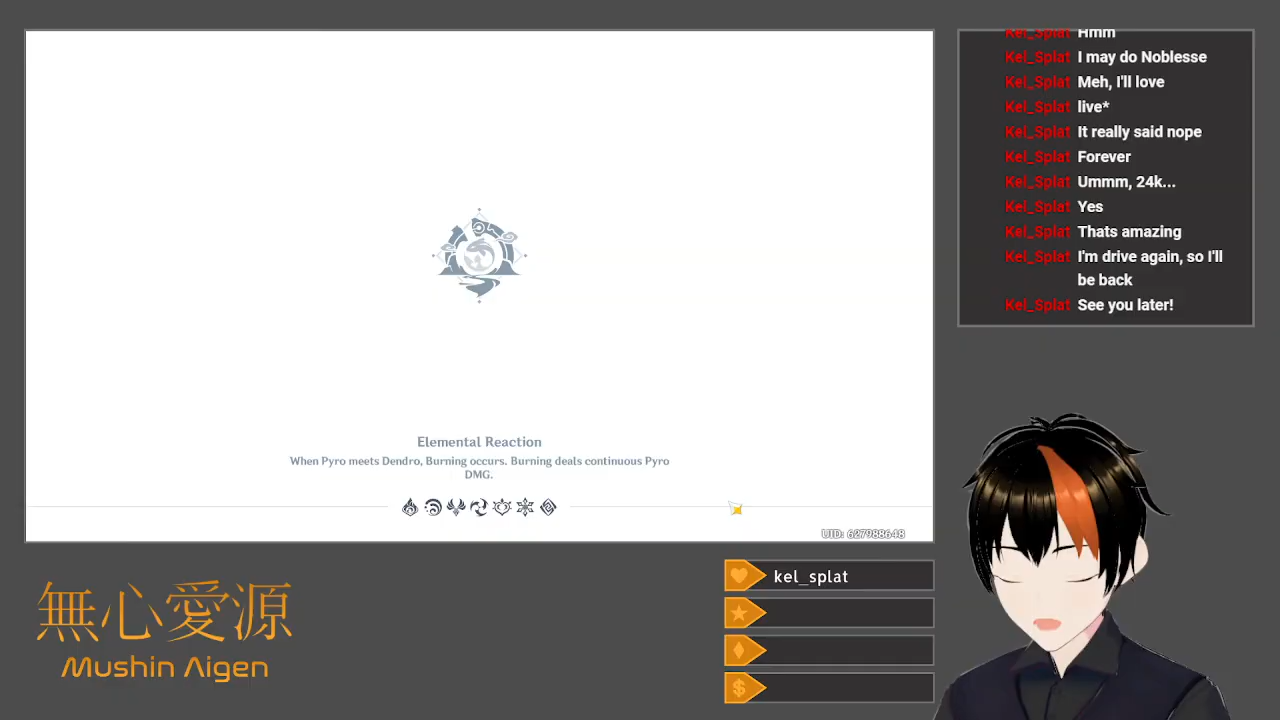 Kel_Splat Hmm
Kel_Splat I may do Noblesse
Kel_Splat Meh, I'll love
Kel_Splat live*
Kel_Splat It really said nope
Kel_Splat Forever
Kel_Splat Ummm, 24k...
Kel_Splat Yes
Kel_Splat Thats amazing
Kel_Splat I'm drive again, so I'll
be back
Kel_Splat See you later!
Elemental Reaction
When Pyro meets Dendro, Burning occurs. Burning deals continuous Pyro
DMG.
UID: 627988648
kel_splat
無心愛源
Mushin Aigen